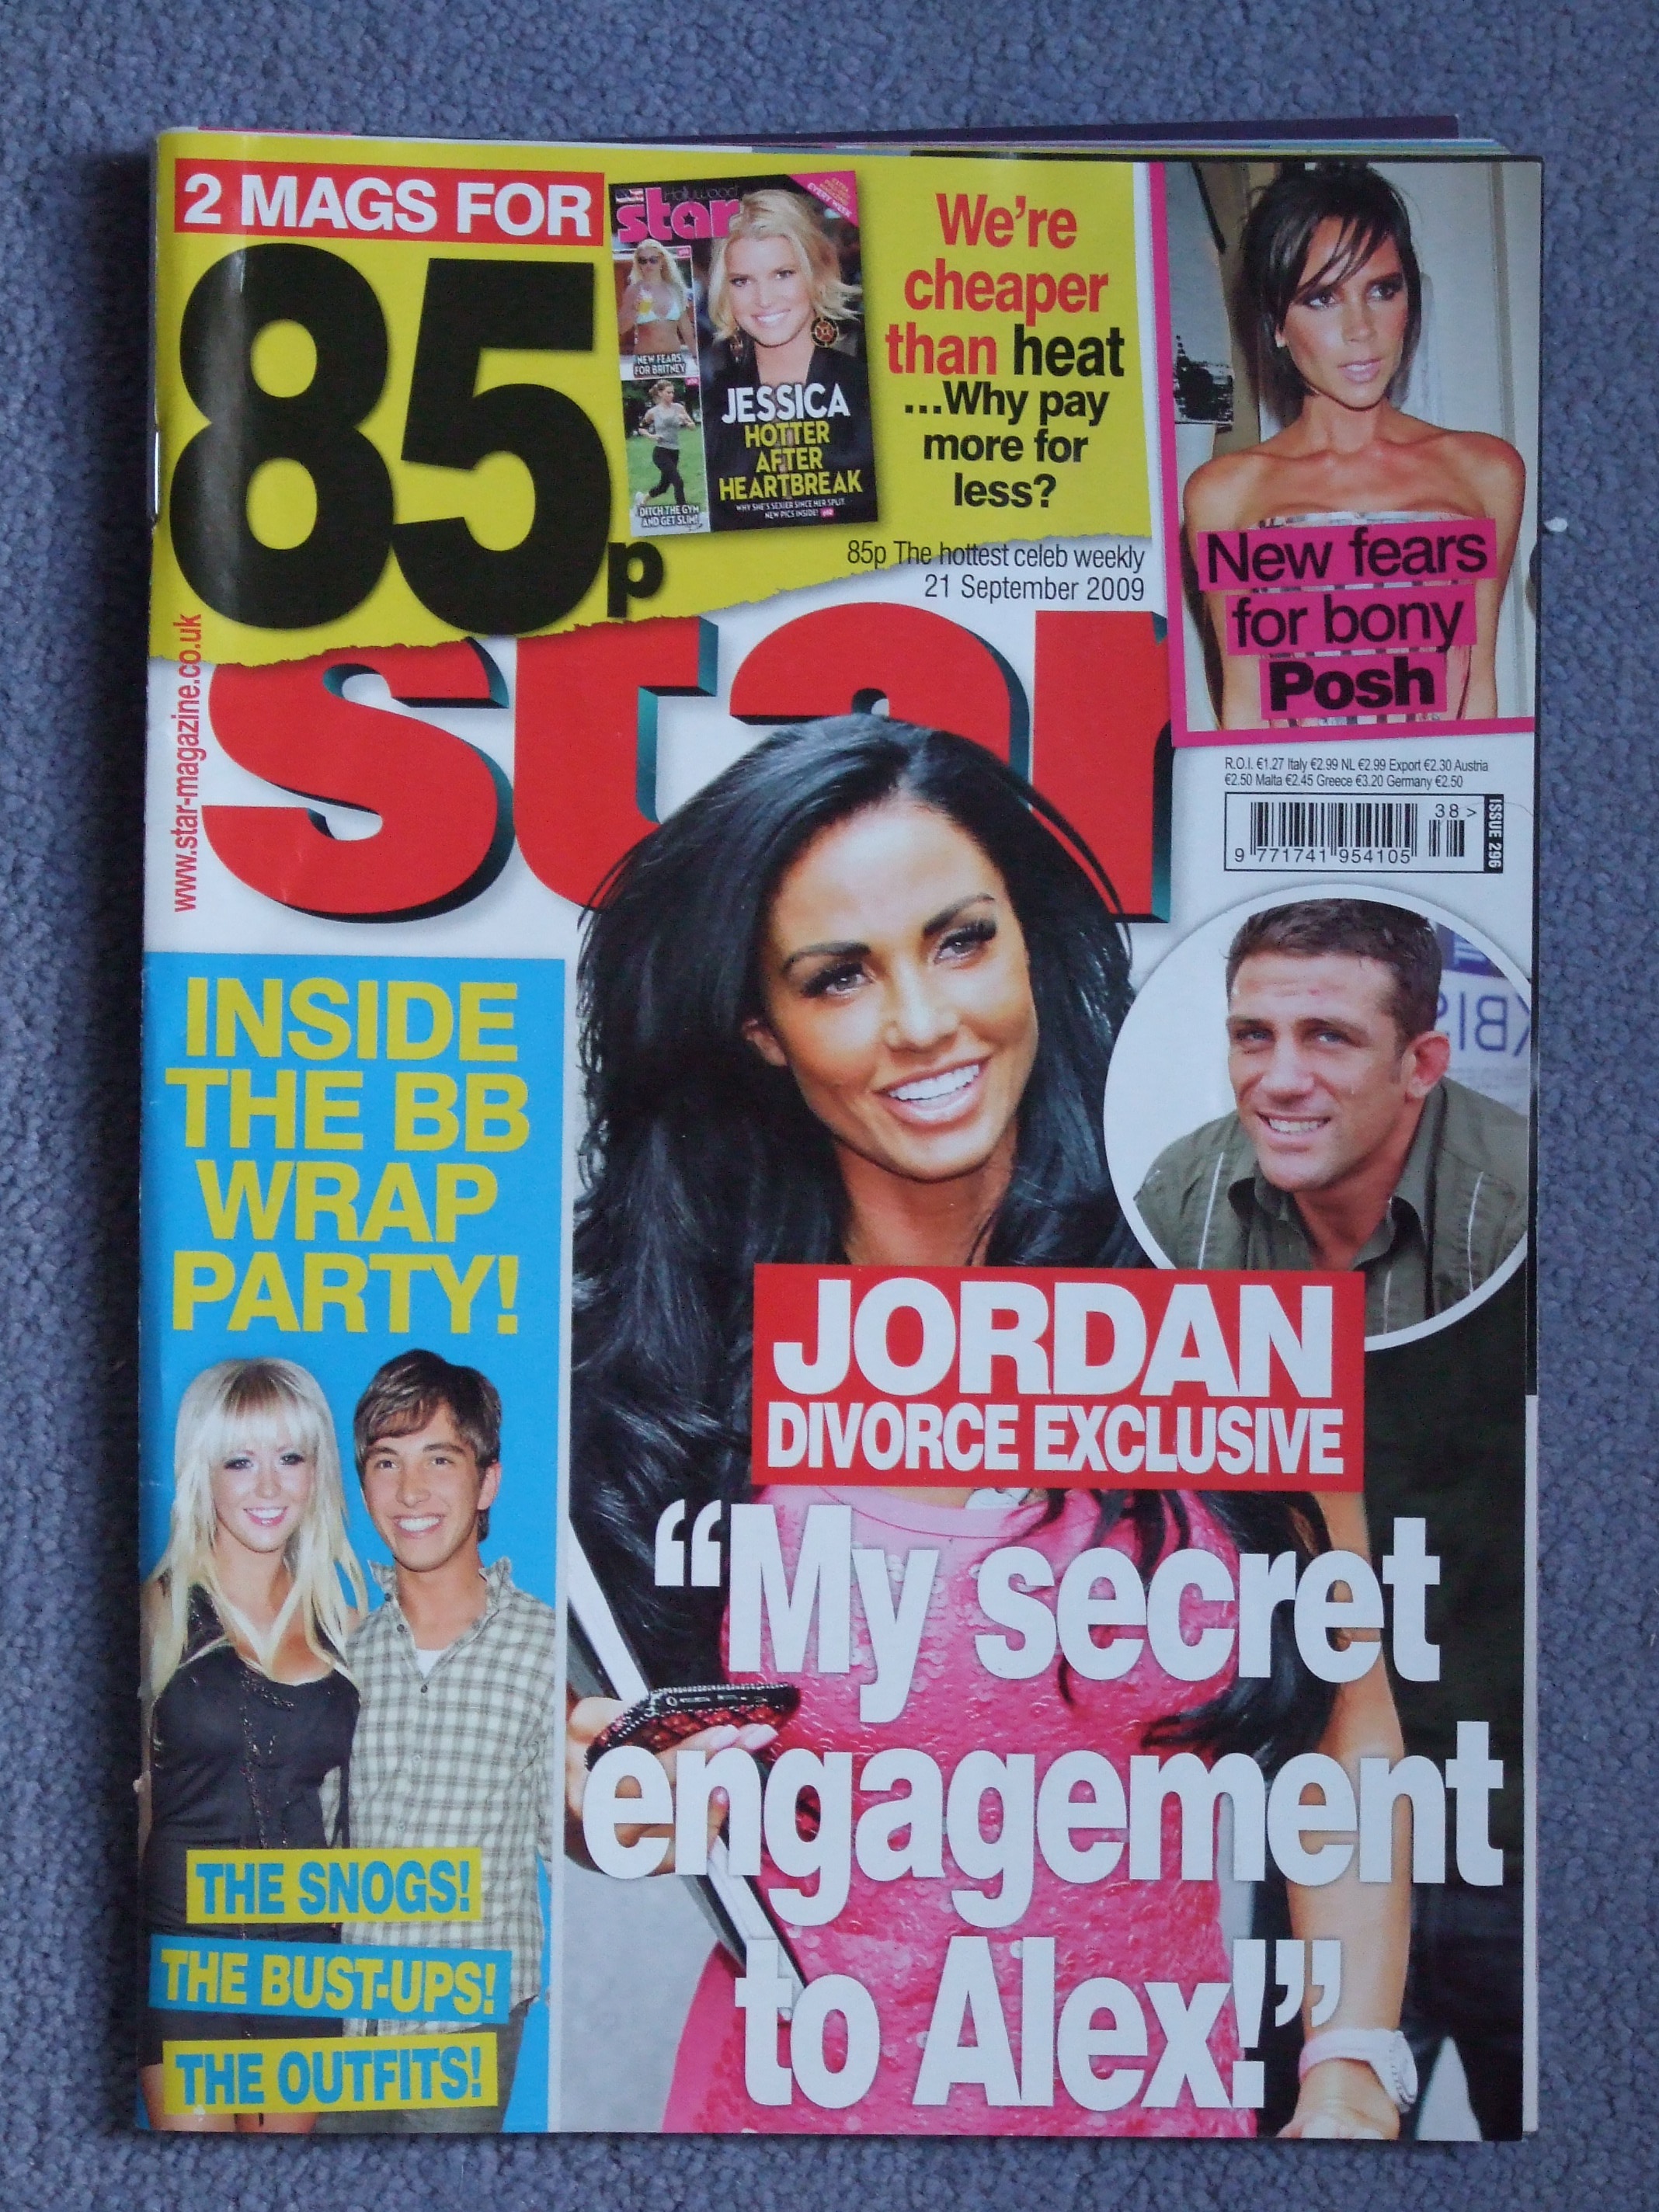 2 MAGS FOR
85p
Hollywood
star
EXTRA
EVERY WEEK
NEW FEARS
FOR BRITNEY
DITCH THE GYM
AND GET SLIM!
JESSICA
HOTTER
AFTER
HEARTBREAK
WHY SHE'S SEXIER SINCE HER SPLIT
NEW PICS INSIDE!
We're
cheaper
than heat
...Why pay
more for
less?
85p The hottest celeb weekly
21 September 2009
New fears
for bony
Posh
star
www.star-magazine.co.uk
R.O.I. €1.27 Italy €2.99 NL €2.99 Export €2.30 Austria
€2.50 Malta €2.45 Greece €3.20 Germany €2.50
38 >
9 771741 954105
ISSUE 296
INSIDE
THE BB
WRAP
PARTY!
THE SNOGS!
THE BUST-UPS!
THE OUTFITS!
JORDAN
DIVORCE EXCLUSIVE
“My secret
engagement
to Alex!”